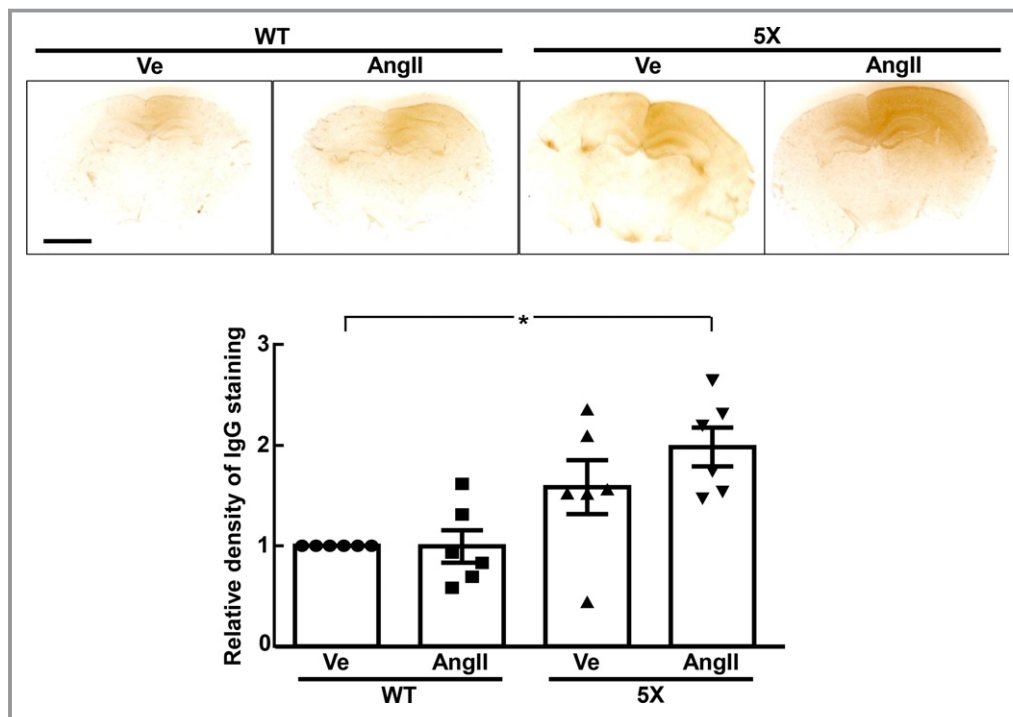 WT 5X
Ve AngII Ve AngII
*
Relative density of IgG staining
3
2
1
0
Ve AngII Ve AngII
WT 5X